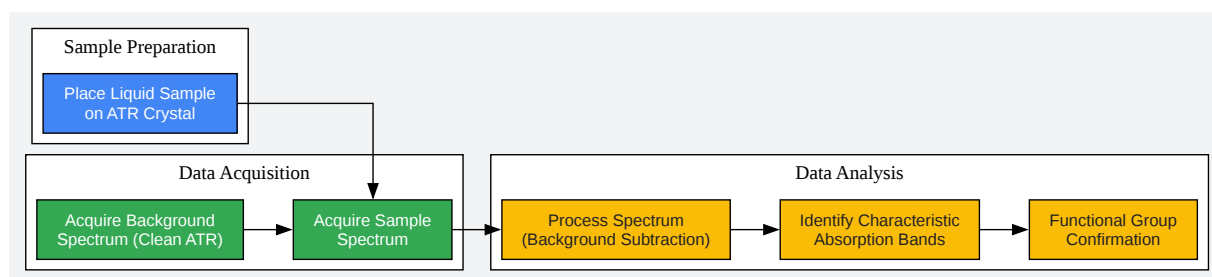 Sample Preparation
Place Liquid Sample
on ATR Crystal
Data Acquisition
Acquire Background
Spectrum (Clean ATR)
Acquire Sample
Spectrum
Data Analysis
Process Spectrum
(Background Subtraction)
Identify Characteristic
Absorption Bands
Functional Group
Confirmation